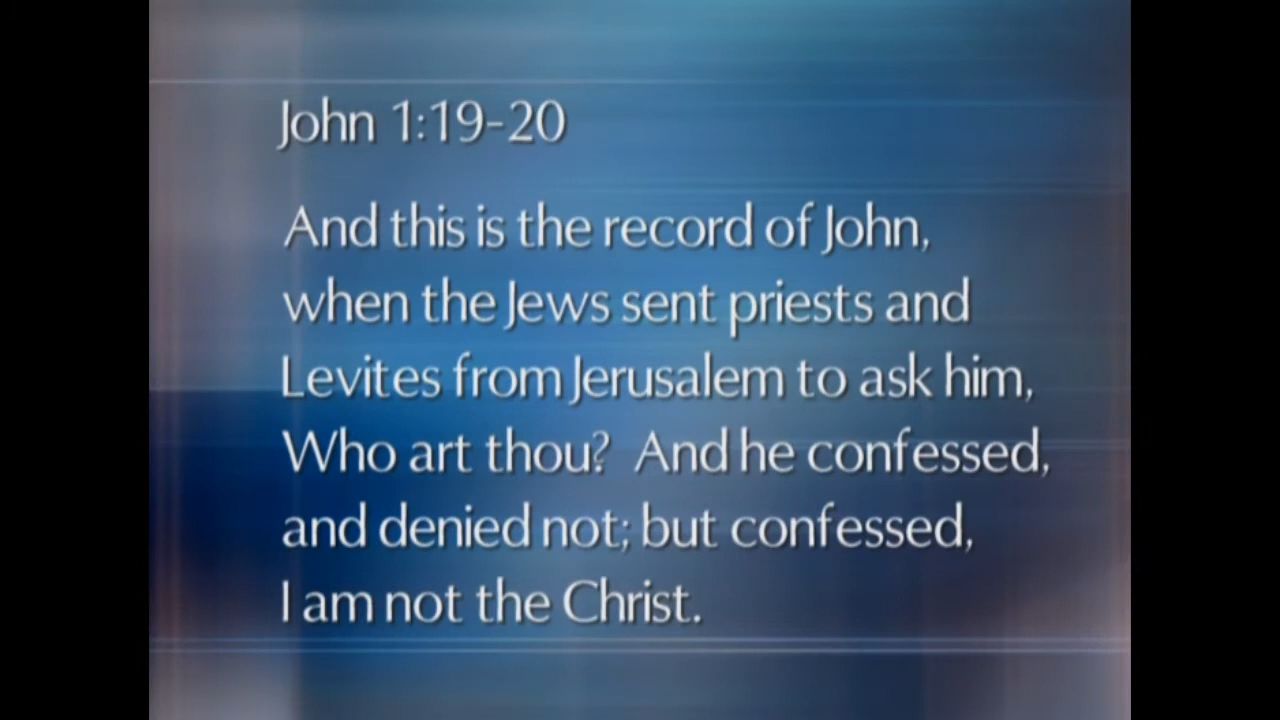 John 1:19-20
And this is the record of John,
when the Jews sent priests and
Levites from Jerusalem to ask him,
Who art thou?  And he confessed,
and denied not; but confessed,
I am not the Christ.